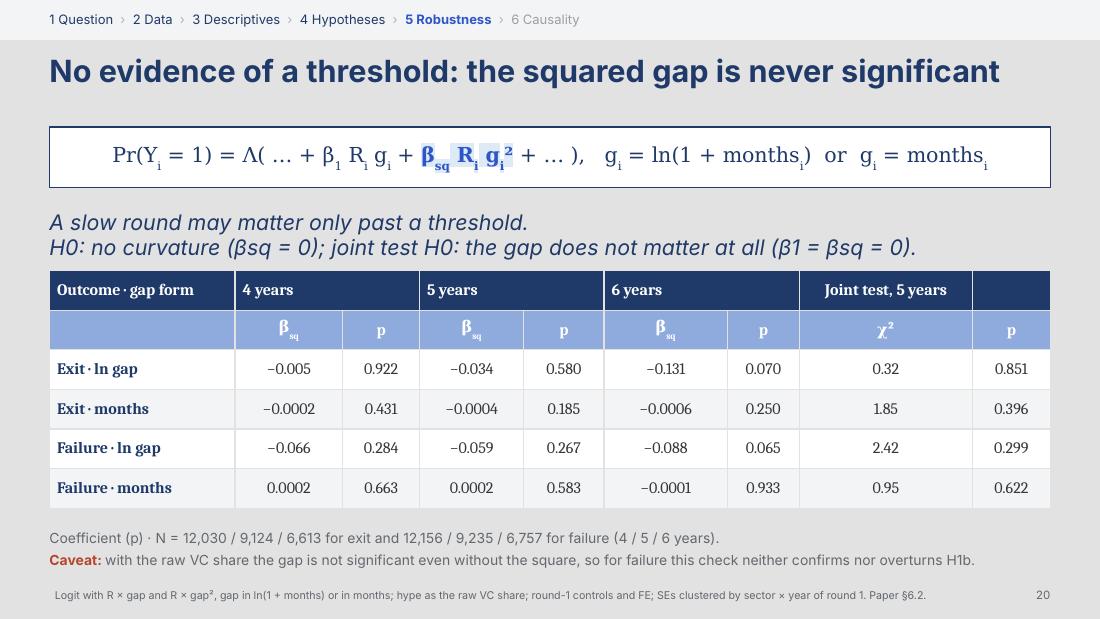 1 Question › 2 Data › 3 Descriptives › 4 Hypotheses › 5 Robustness › 6 Causality
No evidence of a threshold: the squared gap is never significant
Pr(Yᵢ = 1) = Λ( … + β₁ Rᵢ gᵢ + βsq Rᵢ gᵢ² + … ), gᵢ = ln(1 + monthsᵢ) or gᵢ = monthsᵢ
A slow round may matter only past a threshold.
H0: no curvature (βsq = 0); joint test H0: the gap does not matter at all (β1 = βsq = 0).
Outcome · gap form 4 years 5 years 6 years Joint test, 5 years
βsq p βsq p βsq p χ² p
Exit · ln gap −0.005 0.922 −0.034 0.580 −0.131 0.070 0.32 0.851
Exit · months −0.0002 0.431 −0.0004 0.185 −0.0006 0.250 1.85 0.396
Failure · ln gap −0.066 0.284 −0.059 0.267 −0.088 0.065 2.42 0.299
Failure · months 0.0002 0.663 0.0002 0.583 −0.0001 0.933 0.95 0.622
Coefficient (p) · N = 12,030 / 9,124 / 6,613 for exit and 12,156 / 9,235 / 6,757 for failure (4 / 5 / 6 years).
Caveat: with the raw VC share the gap is not significant even without the square, so for failure this check neither confirms nor overturns H1b.
Logit with R × gap and R × gap², gap in ln(1 + months) or in months; hype as the raw VC share; round-1 controls and FE; SEs clustered by sector × year of round 1. Paper §6.2.
20